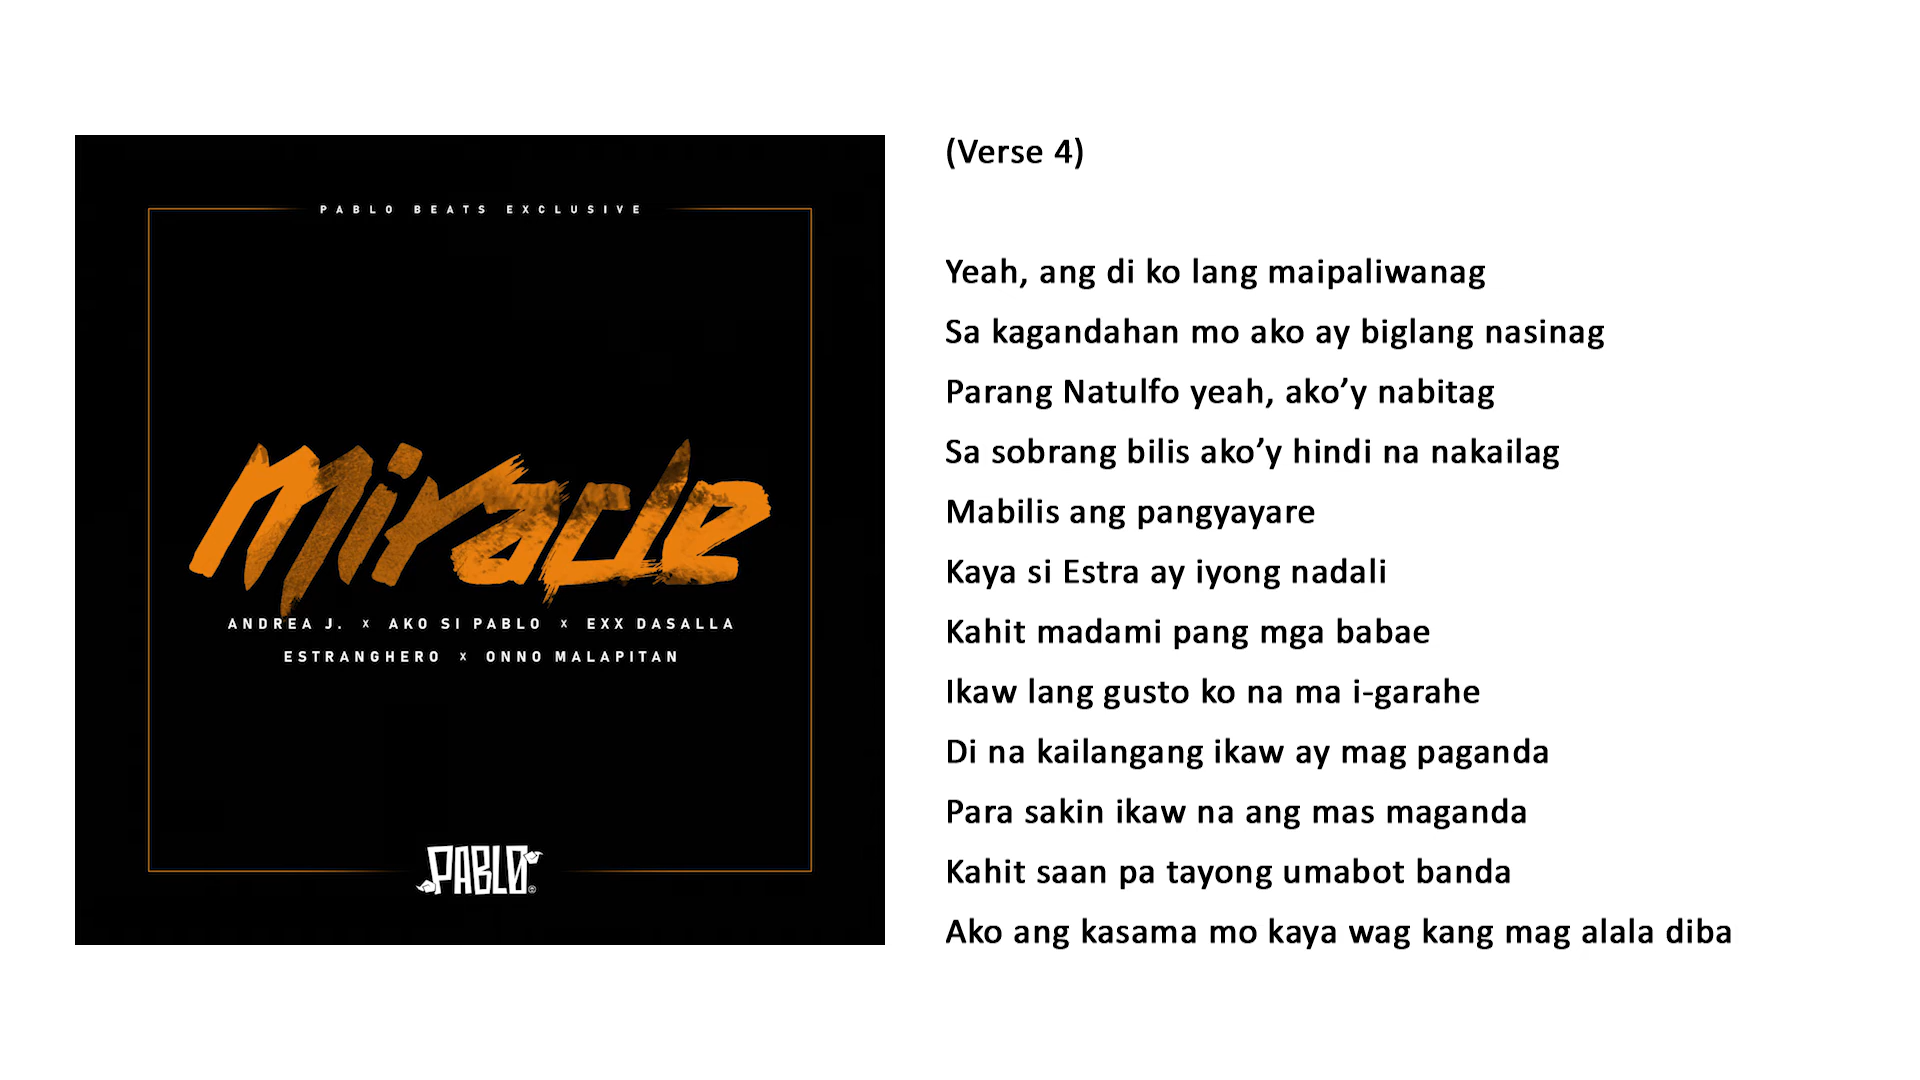 PABLO BEATS EXCLUSIVE
Miracle
ANDREA J. x AKO SI PABLO x EXX DASALLA
ESTRANGHERO x ONNO MALAPITAN
PABLO
(Verse 4)
Yeah, ang di ko lang maipaliwanag
Sa kagandahan mo ako ay biglang nasinag
Parang Natulfo yeah, ako’y nabitag
Sa sobrang bilis ako’y hindi na nakailag
Mabilis ang pangyayare
Kaya si Estra ay iyong nadali
Kahit madami pang mga babae
Ikaw lang gusto ko na ma i-garahe
Di na kailangang ikaw ay mag paganda
Para sakin ikaw na ang mas maganda
Kahit saan pa tayong umabot banda
Ako ang kasama mo kaya wag kang mag alala diba